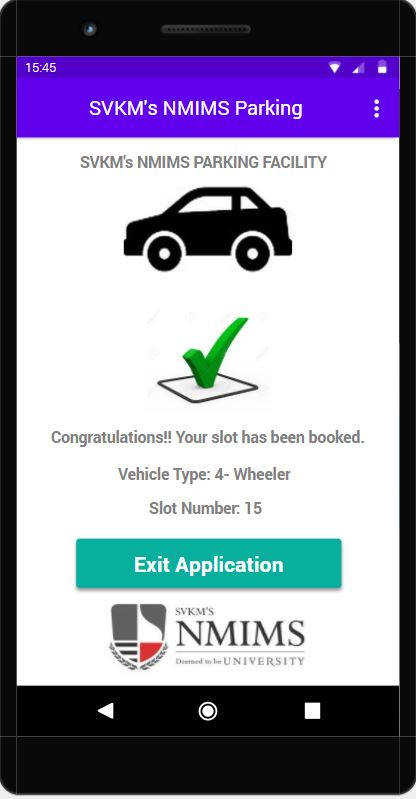 15:45
SVKM's NMIMS Parking
SVKM's NMIMS PARKING FACILITY
Congratulations!! Your slot has been booked.
Vehicle Type: 4- Wheeler
Slot Number: 15
Exit Application
SVKM'S
NMIMS
Deemed to be UNIVERSITY